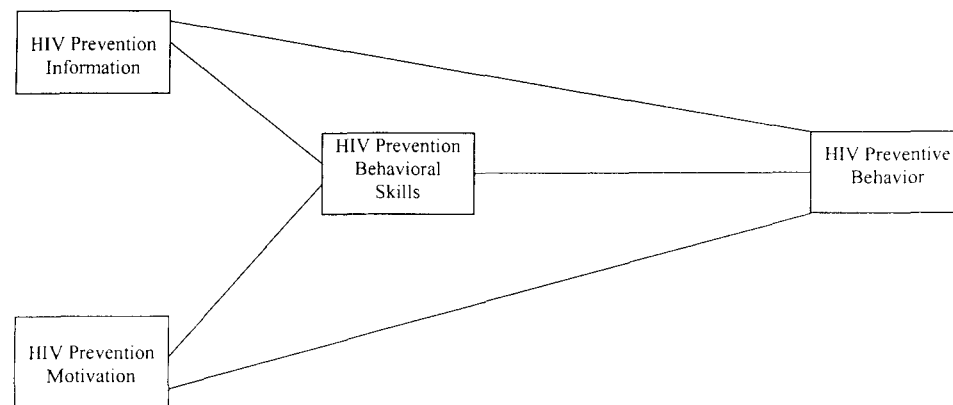 HIV Prevention
Information
HIV Prevention
Behavioral
Skills
HIV Preventive
Behavior
HIV Prevention
Motivation